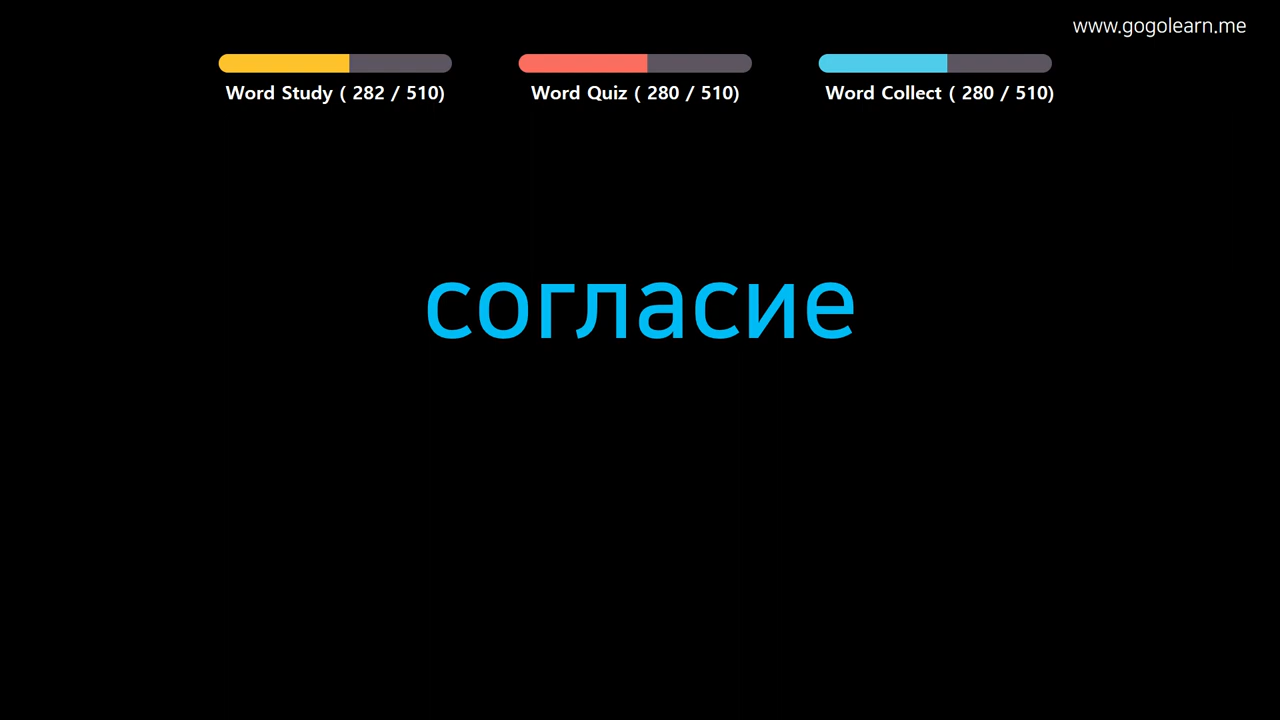 www.gogolearn.me
Word Study ( 282 / 510)
Word Quiz ( 280 / 510)
Word Collect ( 280 / 510)
согласие